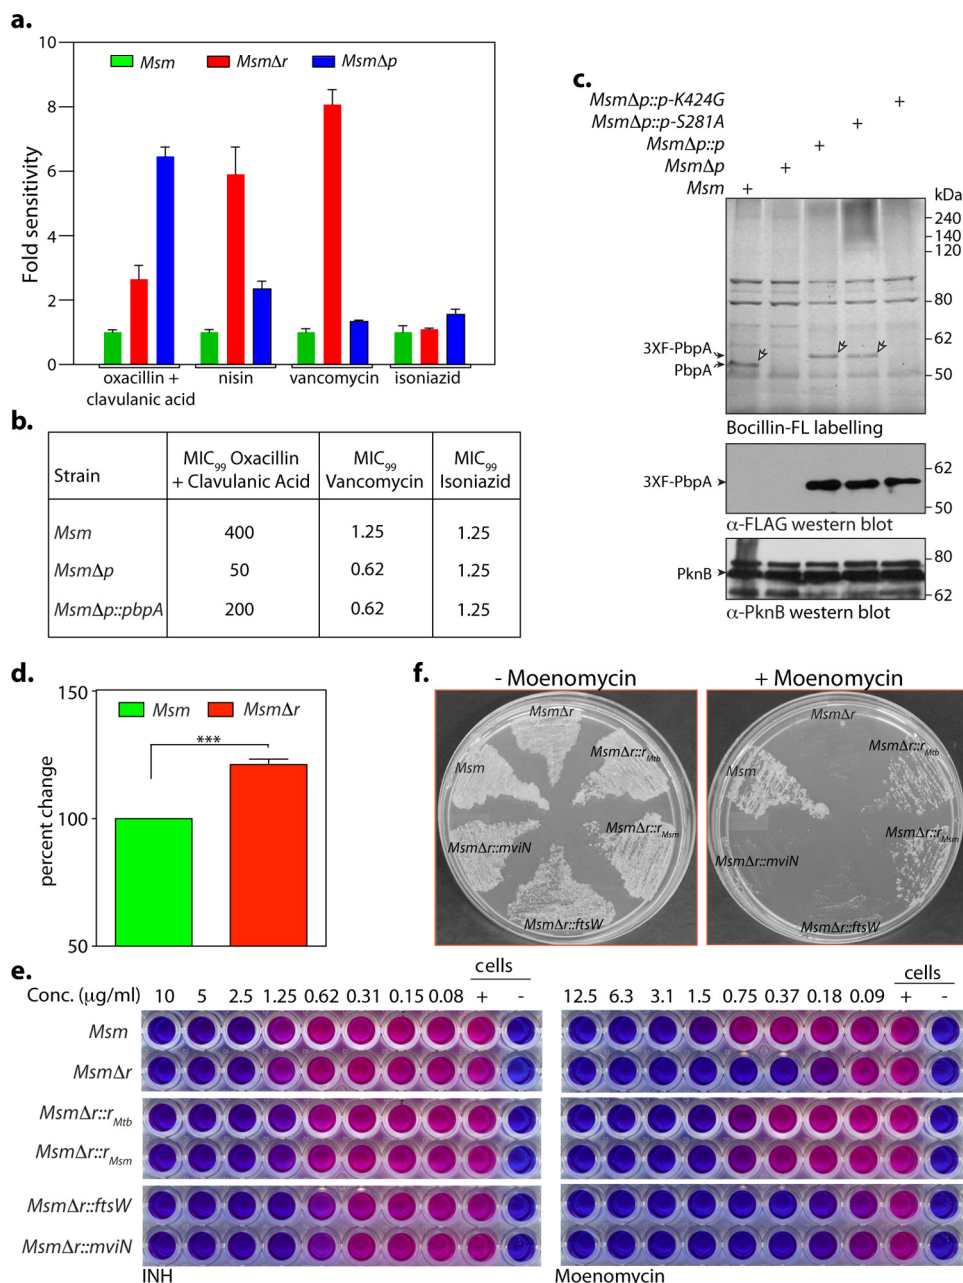 a.
10
8
6
4
2
0
Fold sensitivity
Msm
MsmΔr
MsmΔp
oxacillin +
clavulanic acid
nisin
vancomycin
isoniazid
b.
Strain
MIC99 Oxacillin
+ Clavulanic Acid
MIC99
Vancomycin
MIC99
Isoniazid
Msm 400 1.25 1.25
MsmΔp 50 0.62 1.25
MsmΔp::pbpA 200 0.62 1.25
c.
MsmΔp::p-K424G +
MsmΔp::p-S281A +
MsmΔp::p +
MsmΔp +
Msm +
kDa
240
140
120
80
62
50
3XF-PbpA
PbpA
Bocillin-FL labelling
3XF-PbpA
62
50
α-FLAG western blot
PknB
80
62
α-PknB western blot
d.
150
100
50
percent change
Msm
MsmΔr
***
f.
- Moenomycin
MsmΔr
Msm
MsmΔr::rMtb
MsmΔr::rMsm
MsmΔr::mviN
MsmΔr::ftsW
+ Moenomycin
MsmΔr
Msm
MsmΔr::rMtb
MsmΔr::rMsm
MsmΔr::mviN
MsmΔr::ftsW
e.
cells
Conc. (μg/ml) 10 5 2.5 1.25 0.62 0.31 0.15 0.08 + -
cells
12.5 6.3 3.1 1.5 0.75 0.37 0.18 0.09 + -
Msm
MsmΔr
MsmΔr::rMtb
MsmΔr::rMsm
MsmΔr::ftsW
MsmΔr::mviN
INH
Moenomycin